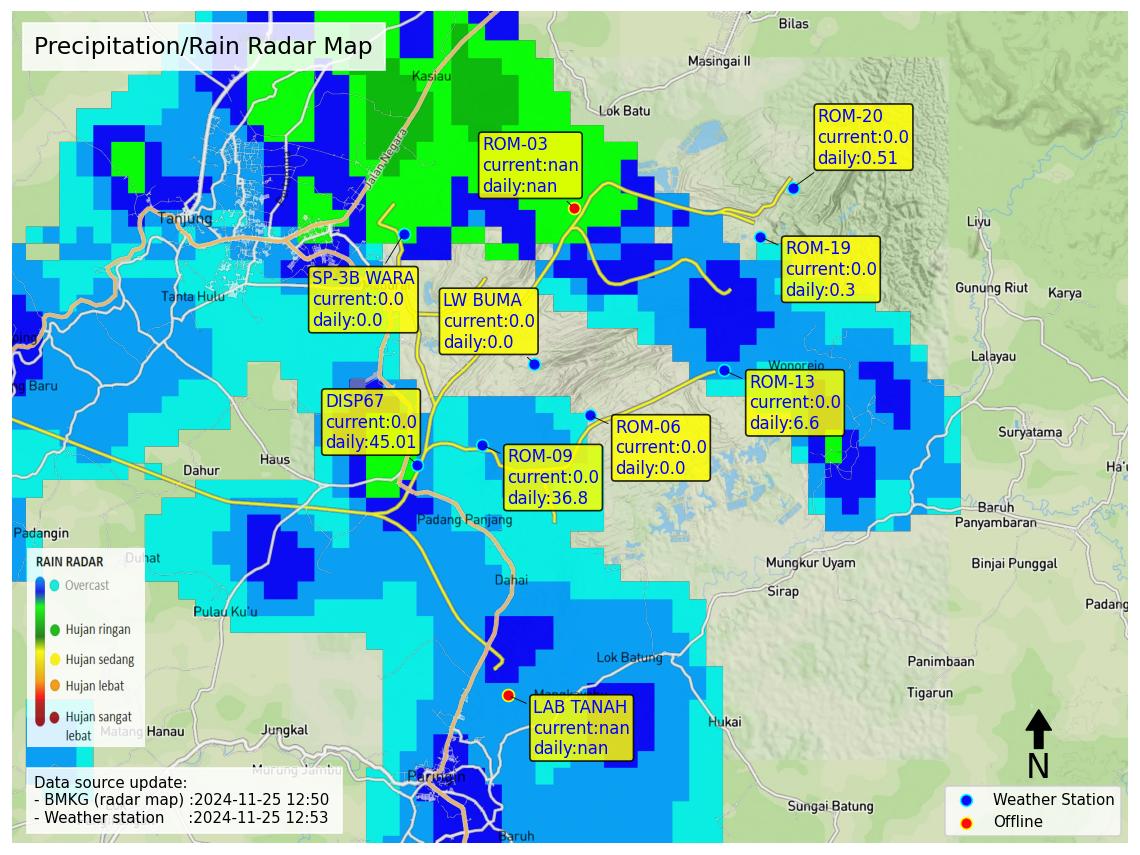 Precipitation/Rain Radar Map
Bilas
Masingai II
Kasiau
Lok Batu
Jalan Negara
ROM-20
current:0.0
daily:0.51
ROM-03
current:nan
daily:nan
Tanjung
Liyu
ROM-19
current:0.0
daily:0.3
SP-3B WARA
current:0.0
daily:0.0
LW BUMA
current:0.0
daily:0.0
Tanta Hulu
Gunung Riut
Karya
Lalayau
Wonorejo
ng Baru
ROM-13
current:0.0
daily:6.6
DISP67
current:0.0
daily:45.01
ROM-06
current:0.0
daily:0.0
Suryatama
ROM-09
current:0.0
daily:36.8
Haus
Dahur
Ha'u
Baruh
Panyambaran
Padang Panjang
Padangin
Duhat
Mungkur Uyam
Binjai Punggal
Dahai
Sirap
Padang
Pulau Ku'u
RAIN RADAR
Overcast
Hujan ringan
Hujan sedang
Hujan lebat
Hujan sangat
lebat
Lok Batung
Panimbaan
Tigarun
LAB TANAH
current:nan
daily:nan
Hukai
Hanau
Jungkal
Murung Jambu
Paringin
Sungai Batung
Baruh
Data source update:
- BMKG (radar map) :2024-11-25 12:50
- Weather station :2024-11-25 12:53
N
Weather Station
Offline